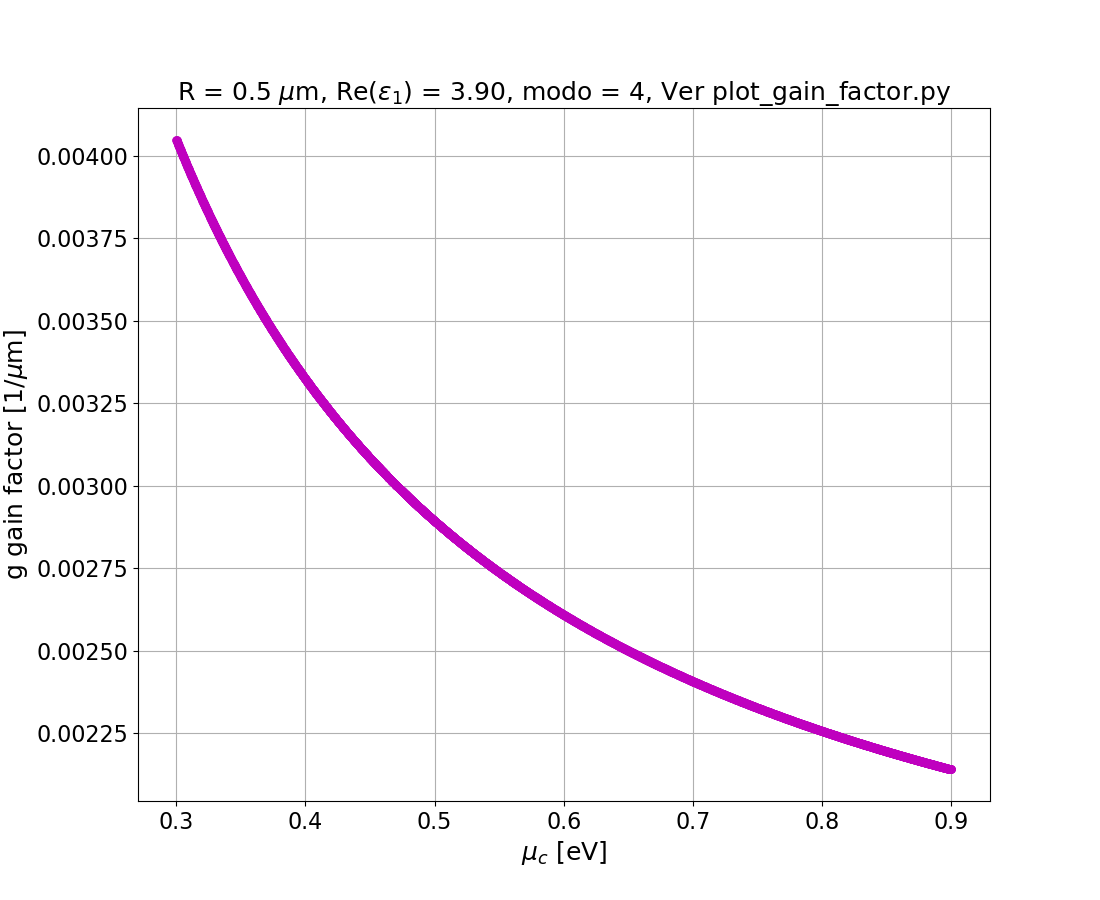 R = 0.5 μm, Re(ε₁) = 3.90, modo = 4, Ver plot_gain_factor.py
g gain factor [1/μm]
0.00400
0.00375
0.00350
0.00325
0.00300
0.00275
0.00250
0.00225
0.3 0.4 0.5 0.6 0.7 0.8 0.9
μ_c [eV]